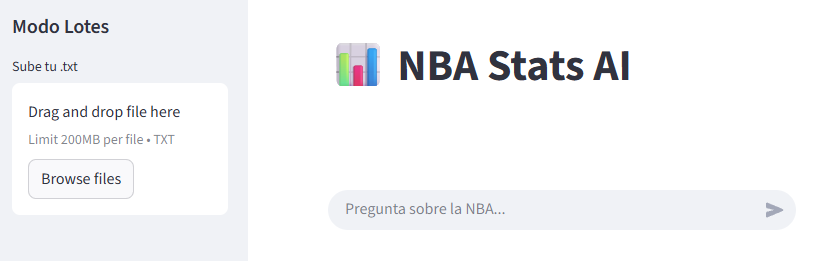 Modo Lotes
Sube tu .txt
Drag and drop file here
Limit 200MB per file • TXT
Browse files
NBA Stats AI
Pregunta sobre la NBA...